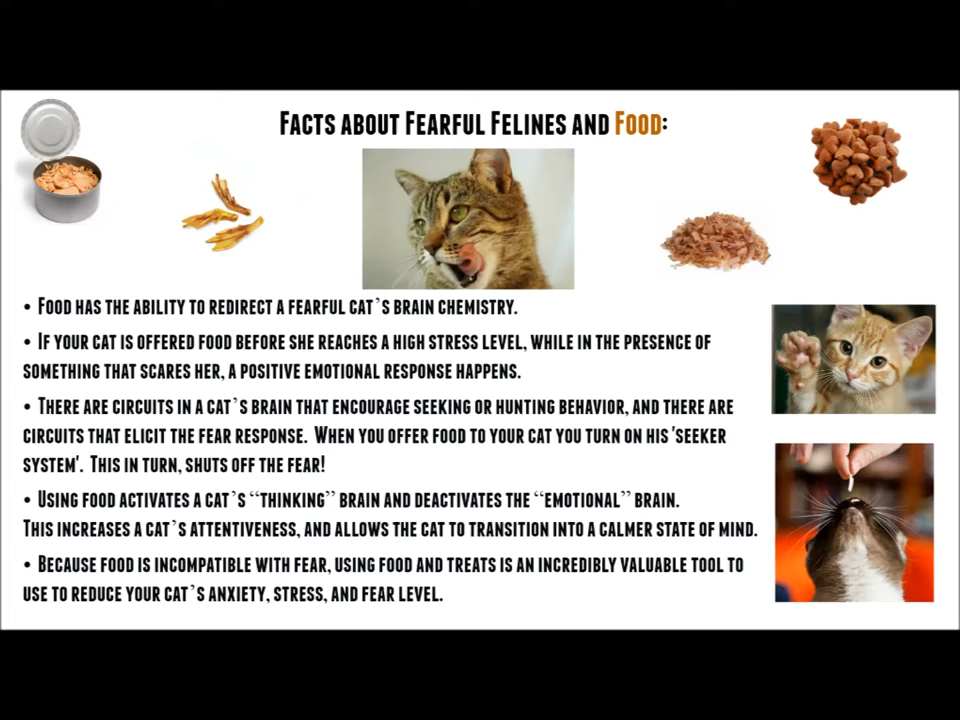 Facts about Fearful Felines and Food:
• Food has the ability to redirect a fearful cat's brain chemistry.
• If your cat is offered food before she reaches a high stress level, while in the presence of
something that scares her, a positive emotional response happens.
• There are circuits in a cat's brain that encourage seeking or hunting behavior, and there are
circuits that elicit the fear response. When you offer food to your cat you turn on his 'seeker
system'. This in turn, shuts off the fear!
• Using food activates a cat's “thinking” brain and deactivates the “emotional” brain.
This increases a cat's attentiveness, and allows the cat to transition into a calmer state of mind.
• Because food is incompatible with fear, using food and treats is an incredibly valuable tool to
use to reduce your cat's anxiety, stress, and fear level.